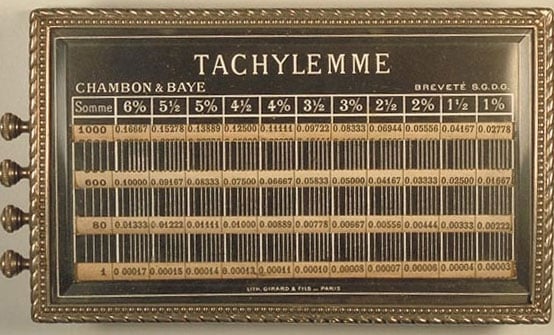 TACHYLEMME
CHAMBON & BAYE BREVETÉ S.G.D.G.
Somme 6% 5½ 5% 4½ 4% 3½ 3% 2½ 2% 1½ 1%
1000 0.16667 0.15278 0.13889 0.12500 0.11111 0.09722 0.08333 0.06944 0.05556 0.04167 0.02778
600 0.10000 0.09167 0.08333 0.07500 0.06667 0.05833 0.05000 0.04167 0.03333 0.02500 0.01667
80 0.01333 0.01222 0.01111 0.01000 0.00889 0.00778 0.00667 0.00556 0.00444 0.00333 0.00222
1 0.00017 0.00015 0.00014 0.00013 0.00011 0.00010 0.00008 0.00007 0.00006 0.00004 0.00003
LITH. GIRARD & FILS _ PARIS